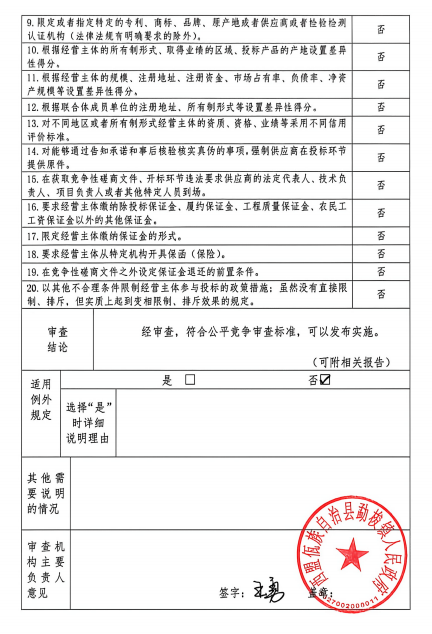 9. 限定或者指定特定的专利、商标、品牌、原产地或者供应商或者检验检测
认证机构（法律法规有明确要求的除外）。
否
10. 根据经营主体的所有制形式、取得业绩的区域、投标产品的产地设置差异
性得分。
否
11. 根据经营主体的规模、注册地址、注册资金、市场占有率、负债率、净资
产规模等设置差异性得分。
否
12. 根据联合体成员单位的注册地址、所有制形式等设置差异性得分。
否
13. 对不同地区或者所有制形式经营主体的资质、资格、业绩等采用不同信用
评价标准。
否
14. 对能够通过告知承诺和事后核验核实真伪的事项，强制供应商在投标环节
提供原件。
否
15. 在获取竞争性磋商文件、开标环节违法要求供应商的法定代表人、技术负
责人、项目负责人或者其他特定人员到场。
否
16. 要求经营主体缴纳除投标保证金、履约保证金、工程质量保证金、农民工
工资保证金以外的其他保证金。
否
17. 限定经营主体缴纳保证金的形式。
否
18. 要求经营主体从特定机构开具保函（保险）。
否
19. 在竞争性磋商文件之外设定保证金退还的前置条件。
否
20. 以其他不合理条件限制经营主体参与投标的政策措施；虽然没有直接限
制、排斥，但实质上起到变相限制、排斥效果的规定。
否
审查
结论
经审查，符合公平竞争审查标准，可以发布实施。
（可附相关报告）
适用
例外
规定
是 □
否☑
选择“是”
时详细
说明理由
其他需
要说明
的情况
审查机
构主要
负责人
意见
签字：王勇
盖章：
西盟佤族自治县勐梭镇人民政府